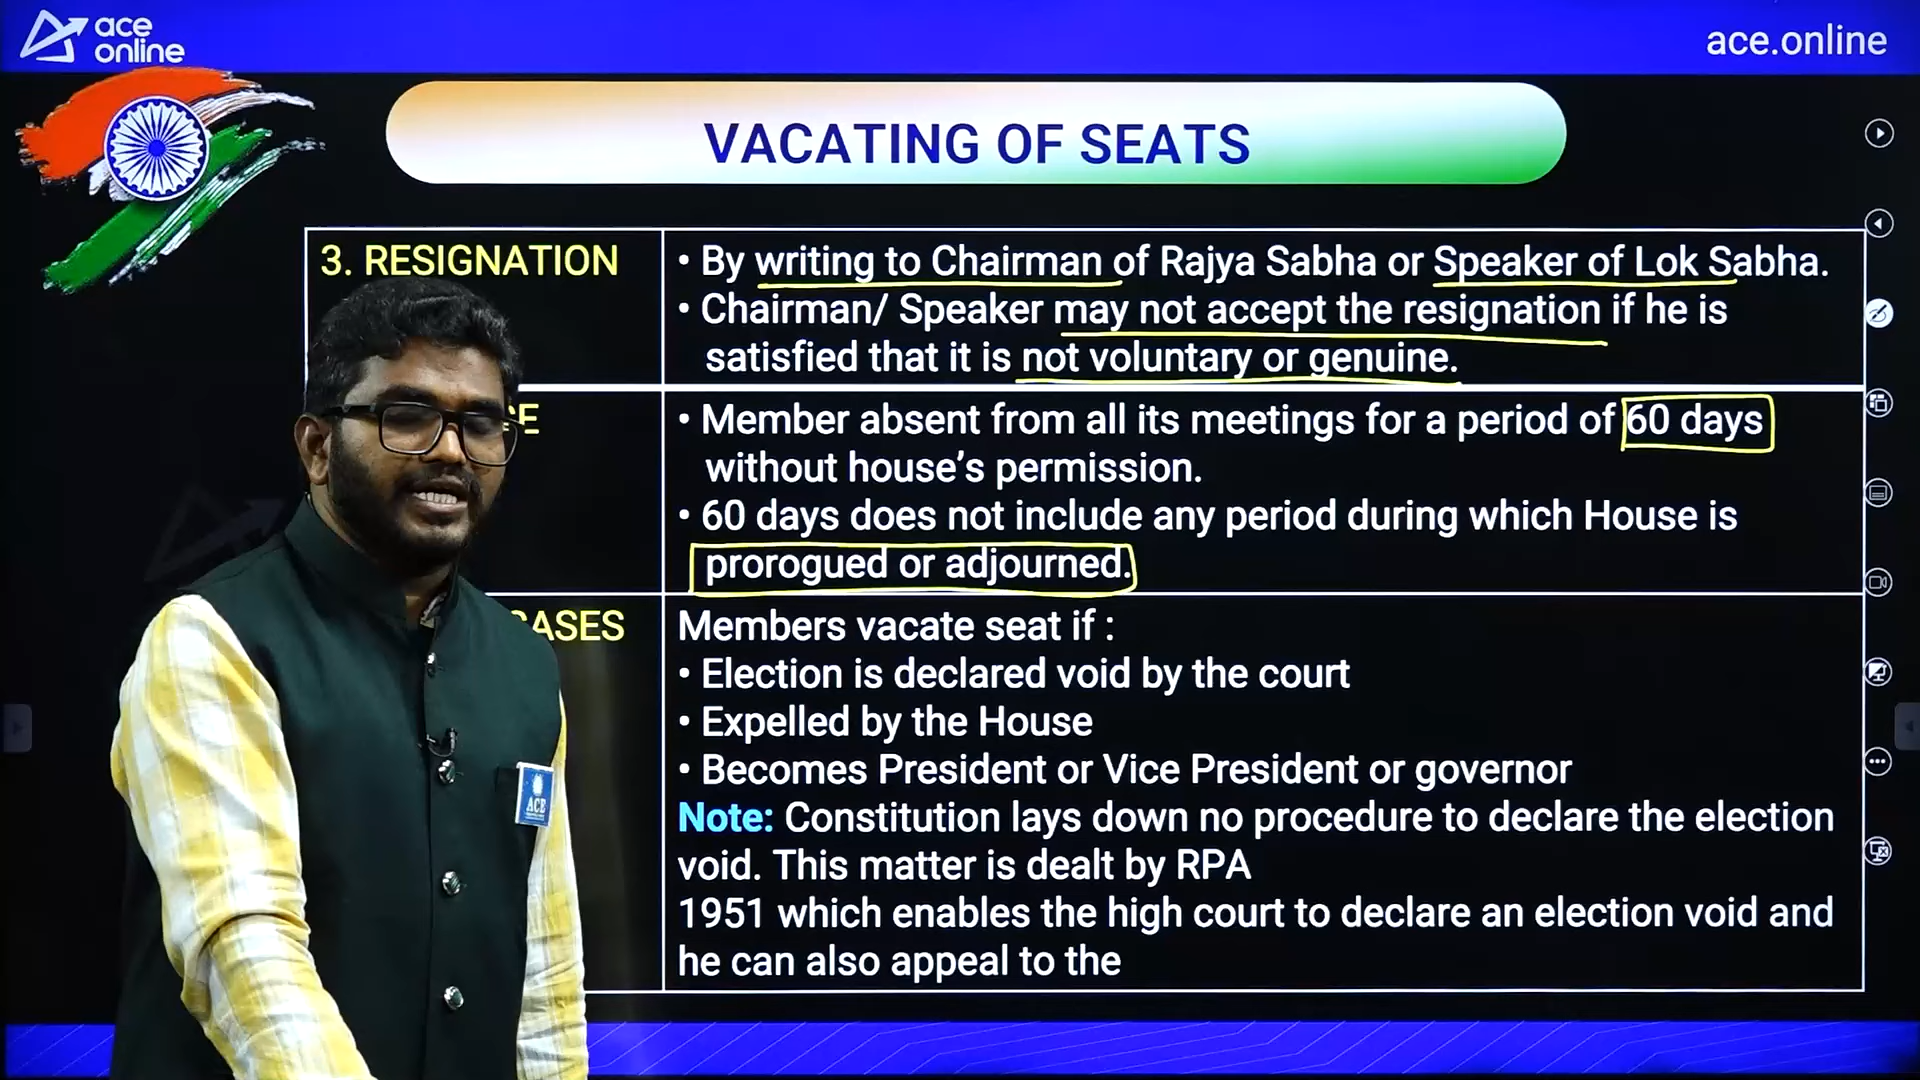 ace
online
ace.online
VACATING OF SEATS
3. RESIGNATION
• By writing to Chairman of Rajya Sabha or Speaker of Lok Sabha.
• Chairman/ Speaker may not accept the resignation if he is
satisfied that it is not voluntary or genuine.
CE
• Member absent from all its meetings for a period of 60 days
without house’s permission.
• 60 days does not include any period during which House is
prorogued or adjourned.
CASES
Members vacate seat if :
• Election is declared void by the court
• Expelled by the House
• Becomes President or Vice President or governor
Note: Constitution lays down no procedure to declare the election
void. This matter is dealt by RPA
1951 which enables the high court to declare an election void and
he can also appeal to the
ACE